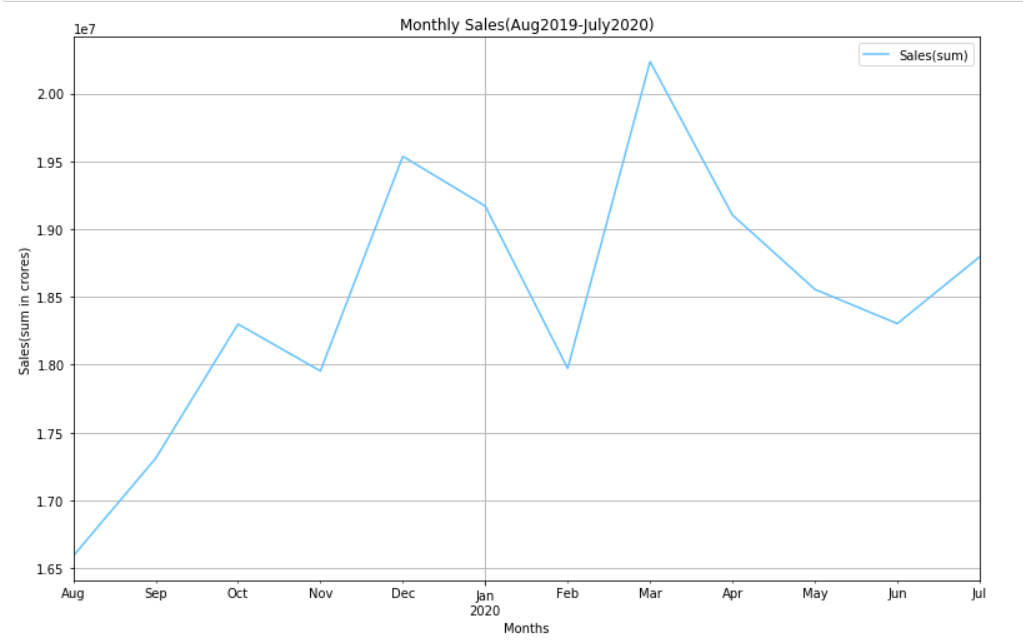 Monthly Sales(Aug2019-July2020)
1e7
Sales(sum)
2.00
1.95
1.90
1.85
1.80
1.75
1.70
1.65
Sales(sum in crores)
Aug Sep Oct Nov Dec Jan Feb Mar Apr May Jun Jul
2020
Months